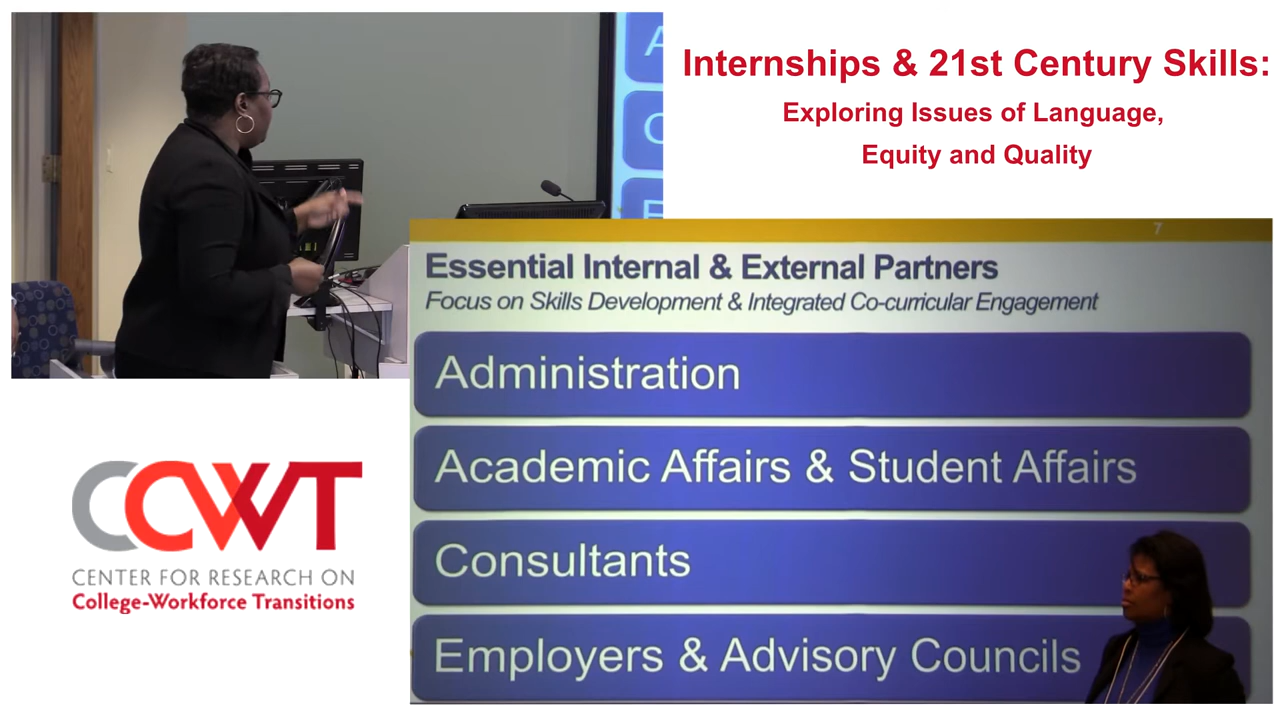 Internships & 21st Century Skills:
Exploring Issues of Language,
Equity and Quality
A
C
E
7
Essential Internal & External Partners
Focus on Skills Development & Integrated Co-curricular Engagement
Administration
Academic Affairs & Student Affairs
Consultants
Employers & Advisory Councils
CCWT
CENTER FOR RESEARCH ON
College-Workforce Transitions